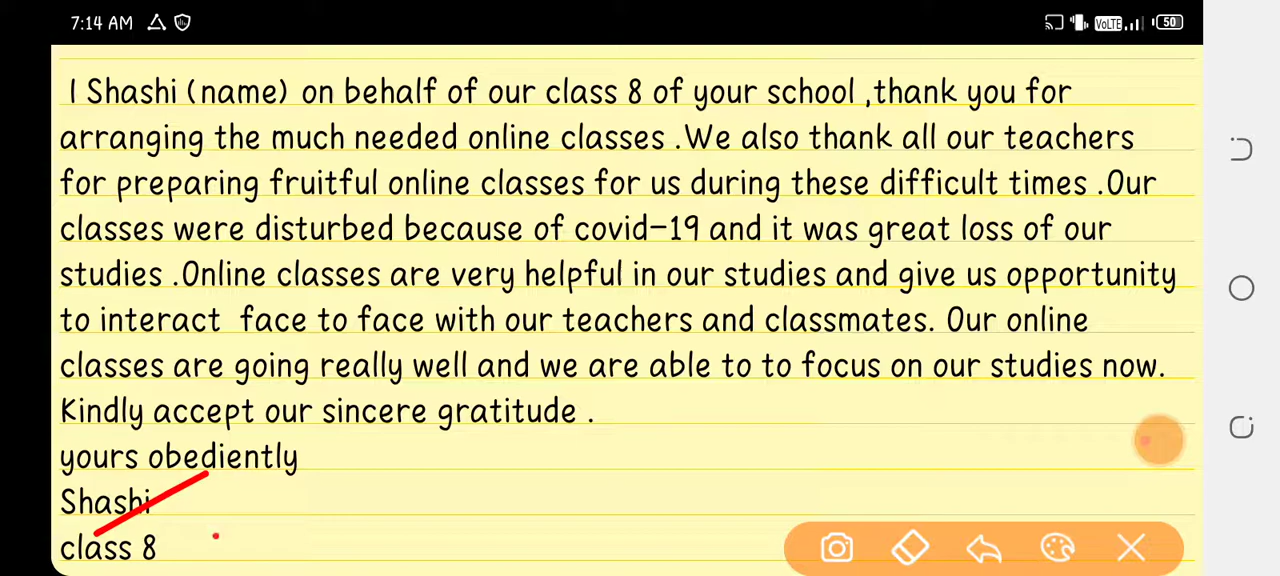 7:14 AM VoLTE 50
I Shashi (name) on behalf of our class 8 of your school ,thank you for
arranging the much needed online classes .We also thank all our teachers
for preparing fruitful online classes for us during these difficult times .Our
classes were disturbed because of covid-19 and it was great loss of our
studies .Online classes are very helpful in our studies and give us opportunity
to interact  face to face with our teachers and classmates. Our online
classes are going really well and we are able to to focus on our studies now.
Kindly accept our sincere gratitude .
yours obediently
Shashi
class 8